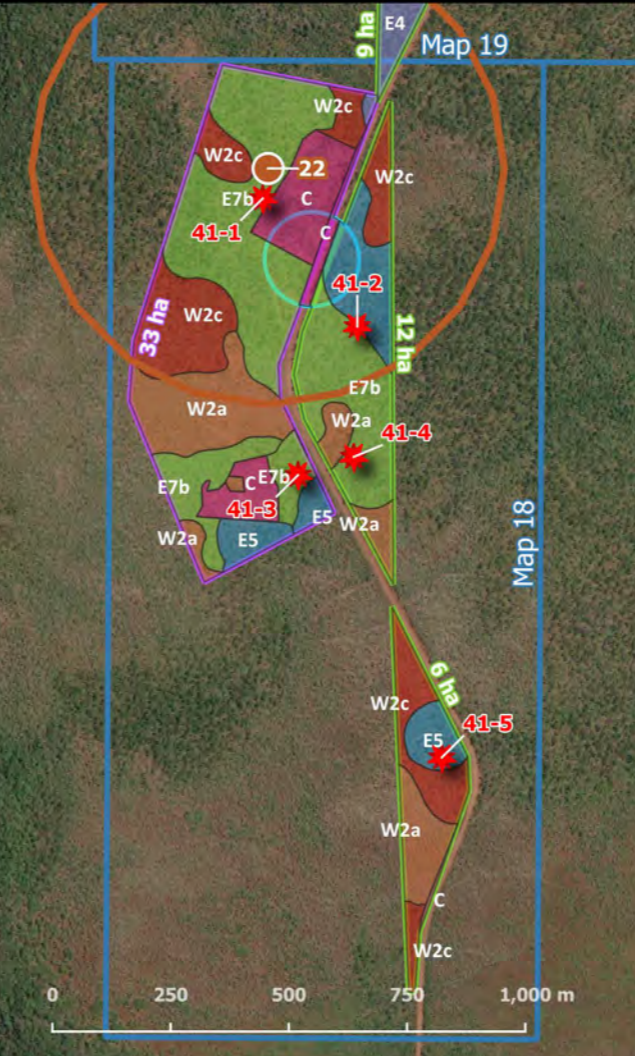 E4
9 ha
Map 19
W2c
W2c
22
W2c
E7b
C
41-1
C
41-2
33 ha
W2c
12 ha
E7b
W2a
W2a
41-4
E7b
C
E7b
41-3
W2a
E5
E5
W2a
Map 18
6 ha
W2c
41-5
E5
W2a
C
W2c
0 250 500 750 1,000 m